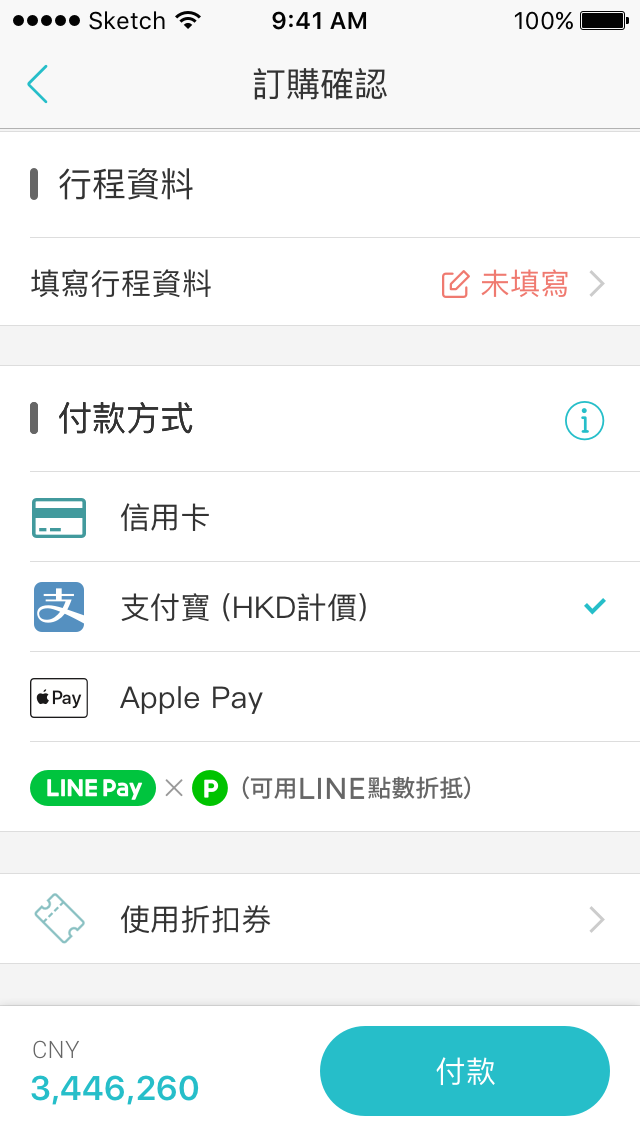 Sketch 9:41 AM 100%
訂購確認
行程資料
填寫行程資料 未填寫
付款方式
信用卡
支 支付寶 (HKD計價)
Pay Apple Pay
LINE Pay × P (可用LINE點數折抵)
使用折扣券
CNY
3,446,260
付款